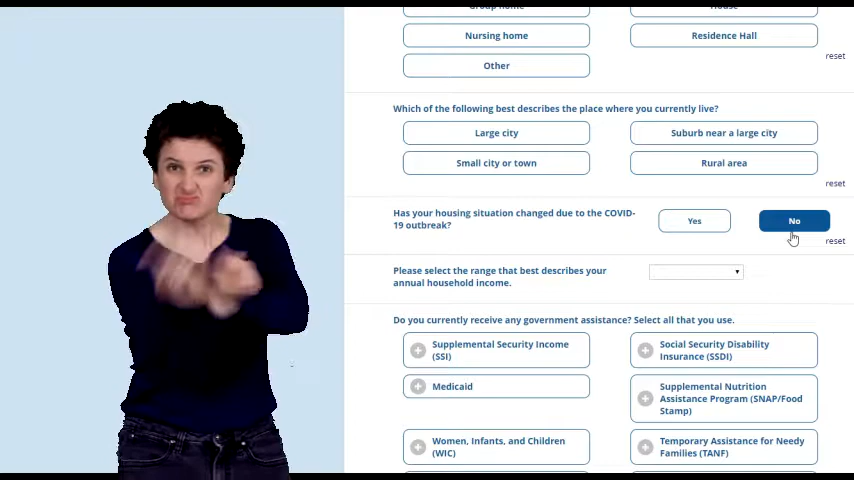 Group home
House
Nursing home
Residence Hall
reset
Other
Which of the following best describes the place where you currently live?
Large city
Suburb near a large city
Small city or town
Rural area
reset
Has your housing situation changed due to the COVID-
19 outbreak?
Yes
No
reset
Please select the range that best describes your
annual household income.
Do you currently receive any government assistance? Select all that you use.
Supplemental Security Income
(SSI)
Social Security Disability
Insurance (SSDI)
Medicaid
Supplemental Nutrition
Assistance Program (SNAP/Food
Stamp)
Women, Infants, and Children
(WIC)
Temporary Assistance for Needy
Families (TANF)